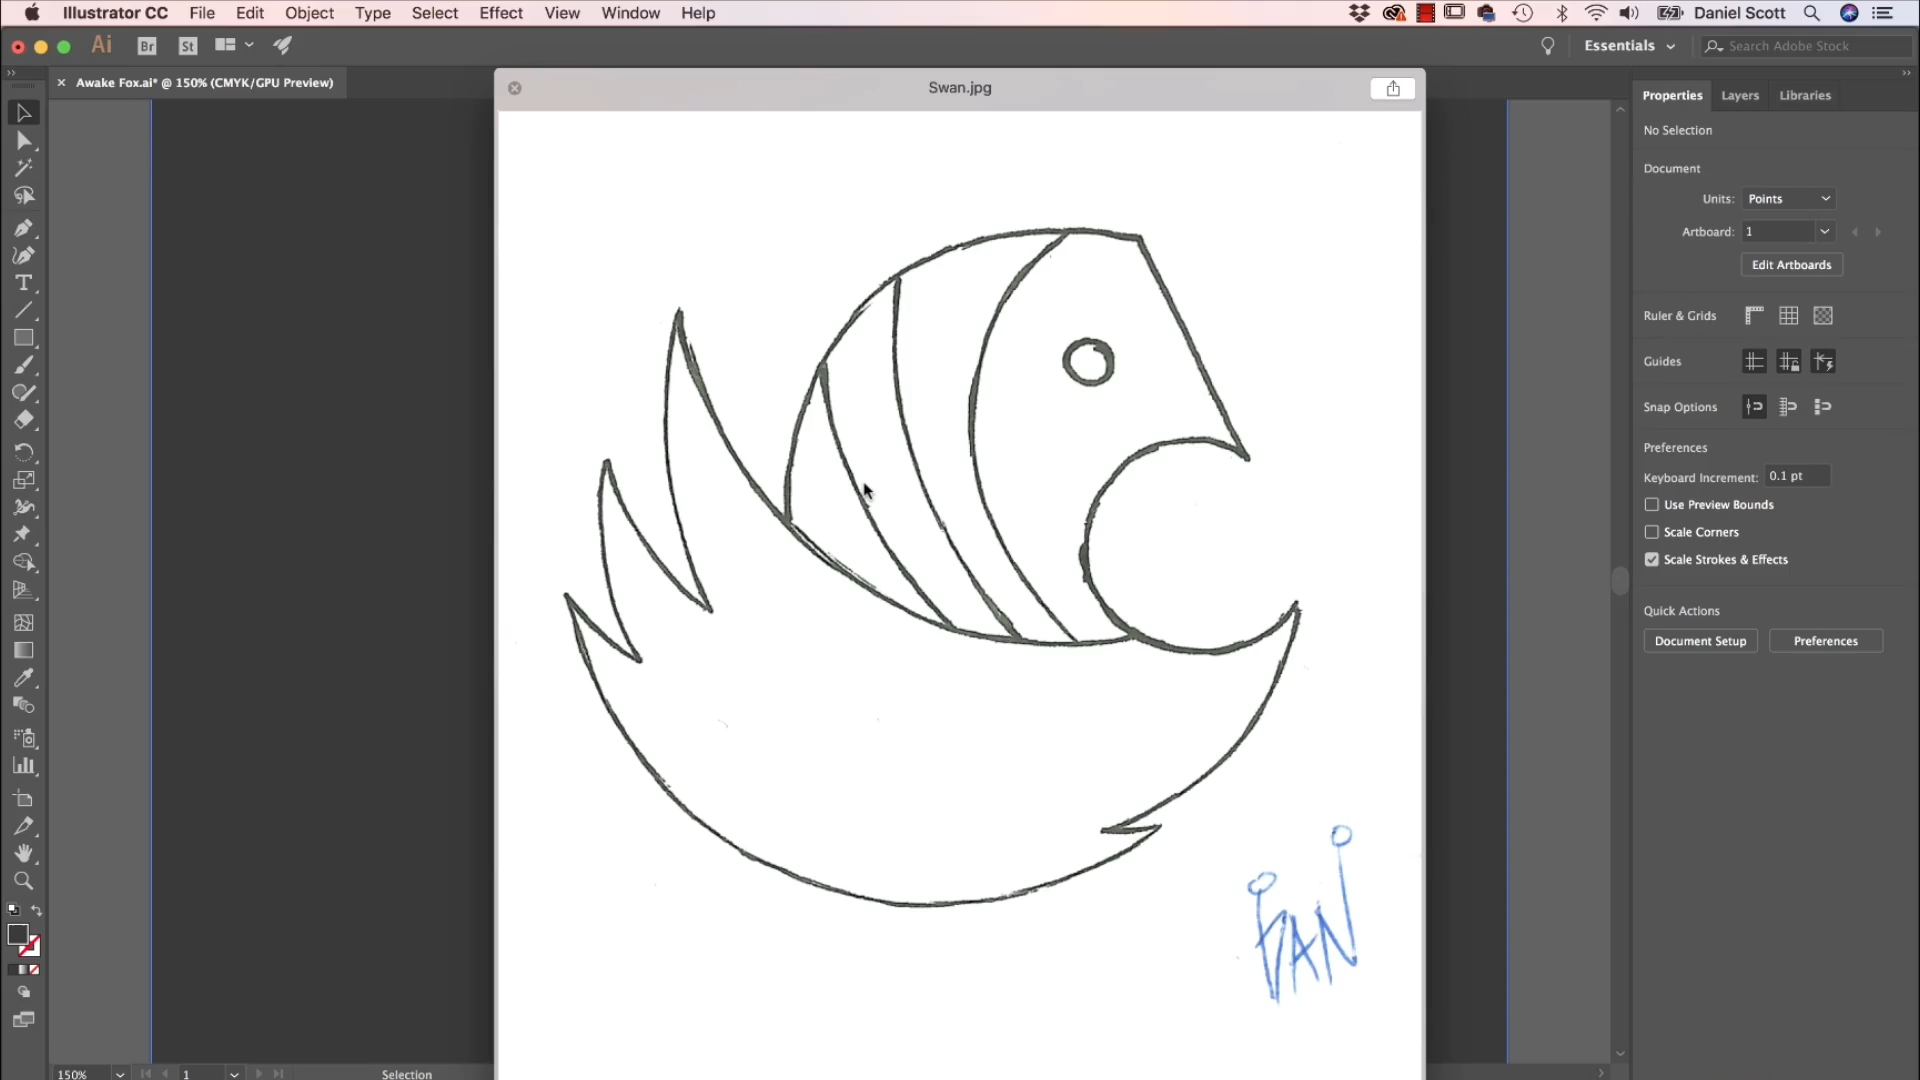 Illustrator CC File Edit Object Type Select Effect View Window Help Daniel Scott
Ai Br St Essentials Search Adobe Stock
Awake Fox.ai* @ 150% (CMYK/GPU Preview)
Swan.jpg
Properties Layers Libraries
No Selection
Document
Units: Points
Artboard: 1
Edit Artboards
Ruler & Grids
Guides
Snap Options
Preferences
Keyboard Increment: 0.1 pt
Use Preview Bounds
Scale Corners
Scale Strokes & Effects
Quick Actions
Document Setup Preferences
150% 1 Selection